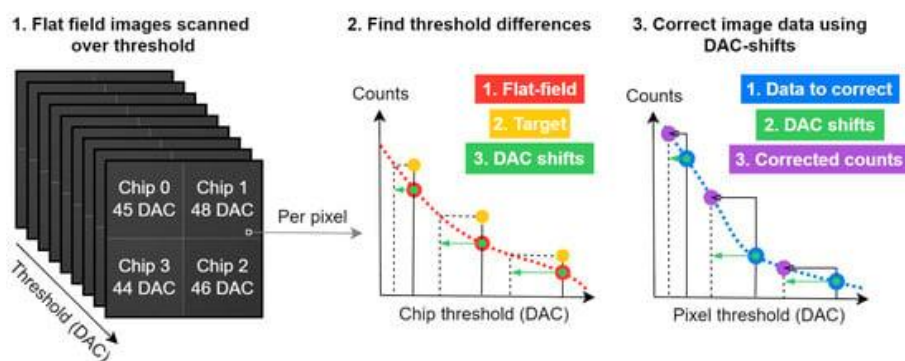 1. Flat field images scanned
over threshold
Chip 0
45 DAC
Chip 1
48 DAC
Chip 3
44 DAC
Chip 2
46 DAC
Threshold (DAC)
Per pixel
2. Find threshold differences
Counts
1. Flat-field
2. Target
3. DAC shifts
Chip threshold (DAC)
3. Correct image data using
DAC-shifts
Counts
1. Data to correct
2. DAC shifts
3. Corrected counts
Pixel threshold (DAC)